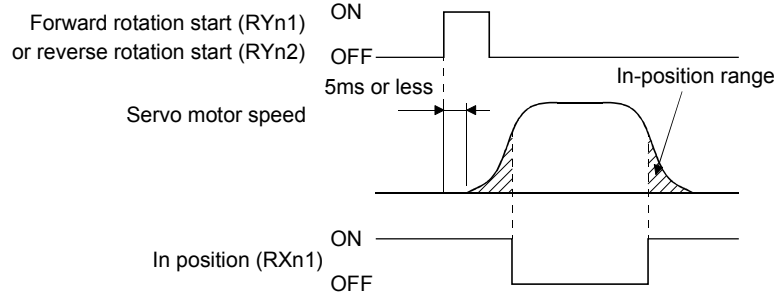 Forward rotation start (RYn1)
or reverse rotation start (RYn2)
ON
OFF
5ms or less
In-position range
Servo motor speed
In position (RXn1)
ON
OFF